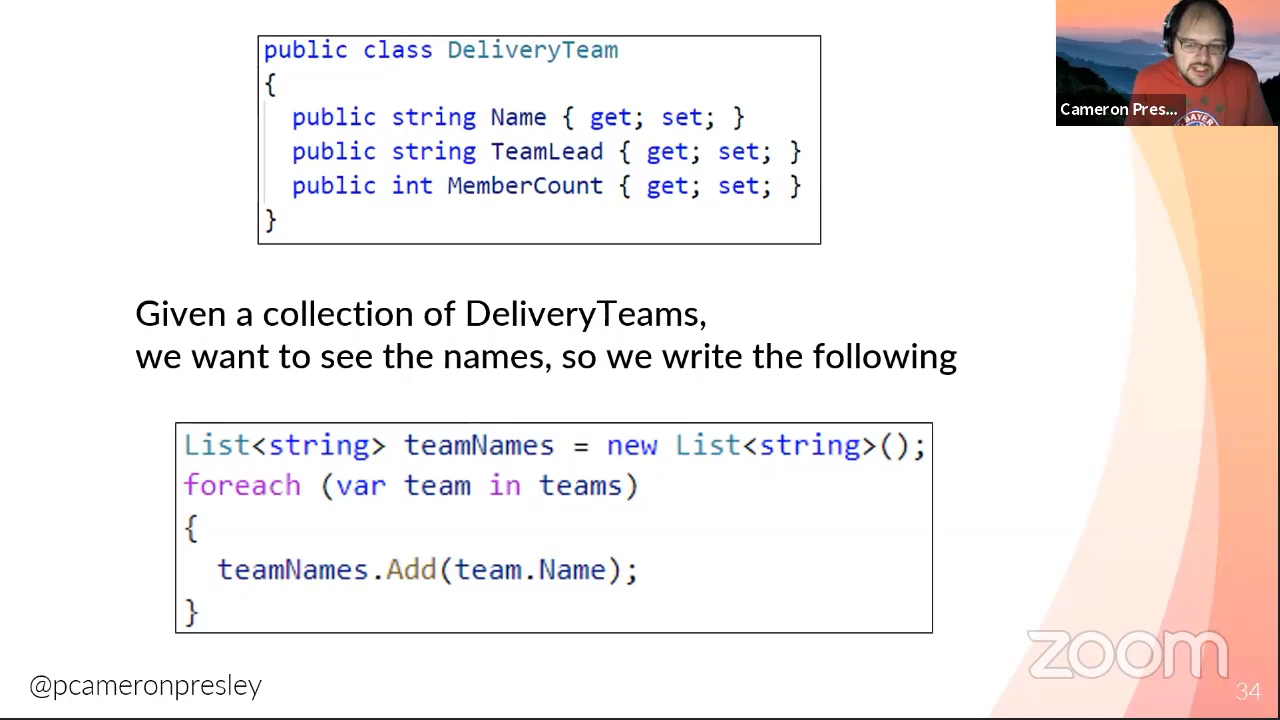 public class DeliveryTeam
{
public string Name { get; set; }
public string TeamLead { get; set; }
public int MemberCount { get; set; }
}
Cameron Pres...
BAYER
Given a collection of DeliveryTeams,
we want to see the names, so we write the following
List<string> teamNames = new List<string>();
foreach (var team in teams)
{
teamNames.Add(team.Name);
}
zoom
@pcameronpresley
34